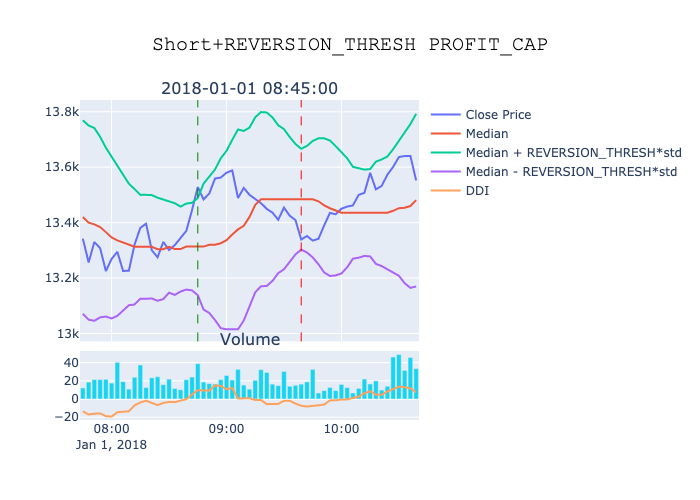 Short+REVERSION_THRESH PROFIT_CAP
2018-01-01 08:45:00
13.8k
13.6k
13.4k
13.2k
13k
Close Price
Median
Median + REVERSION_THRESH*std
Median - REVERSION_THRESH*std
DDI
Volume
40
20
0
−20
08:00
09:00
10:00
Jan 1, 2018